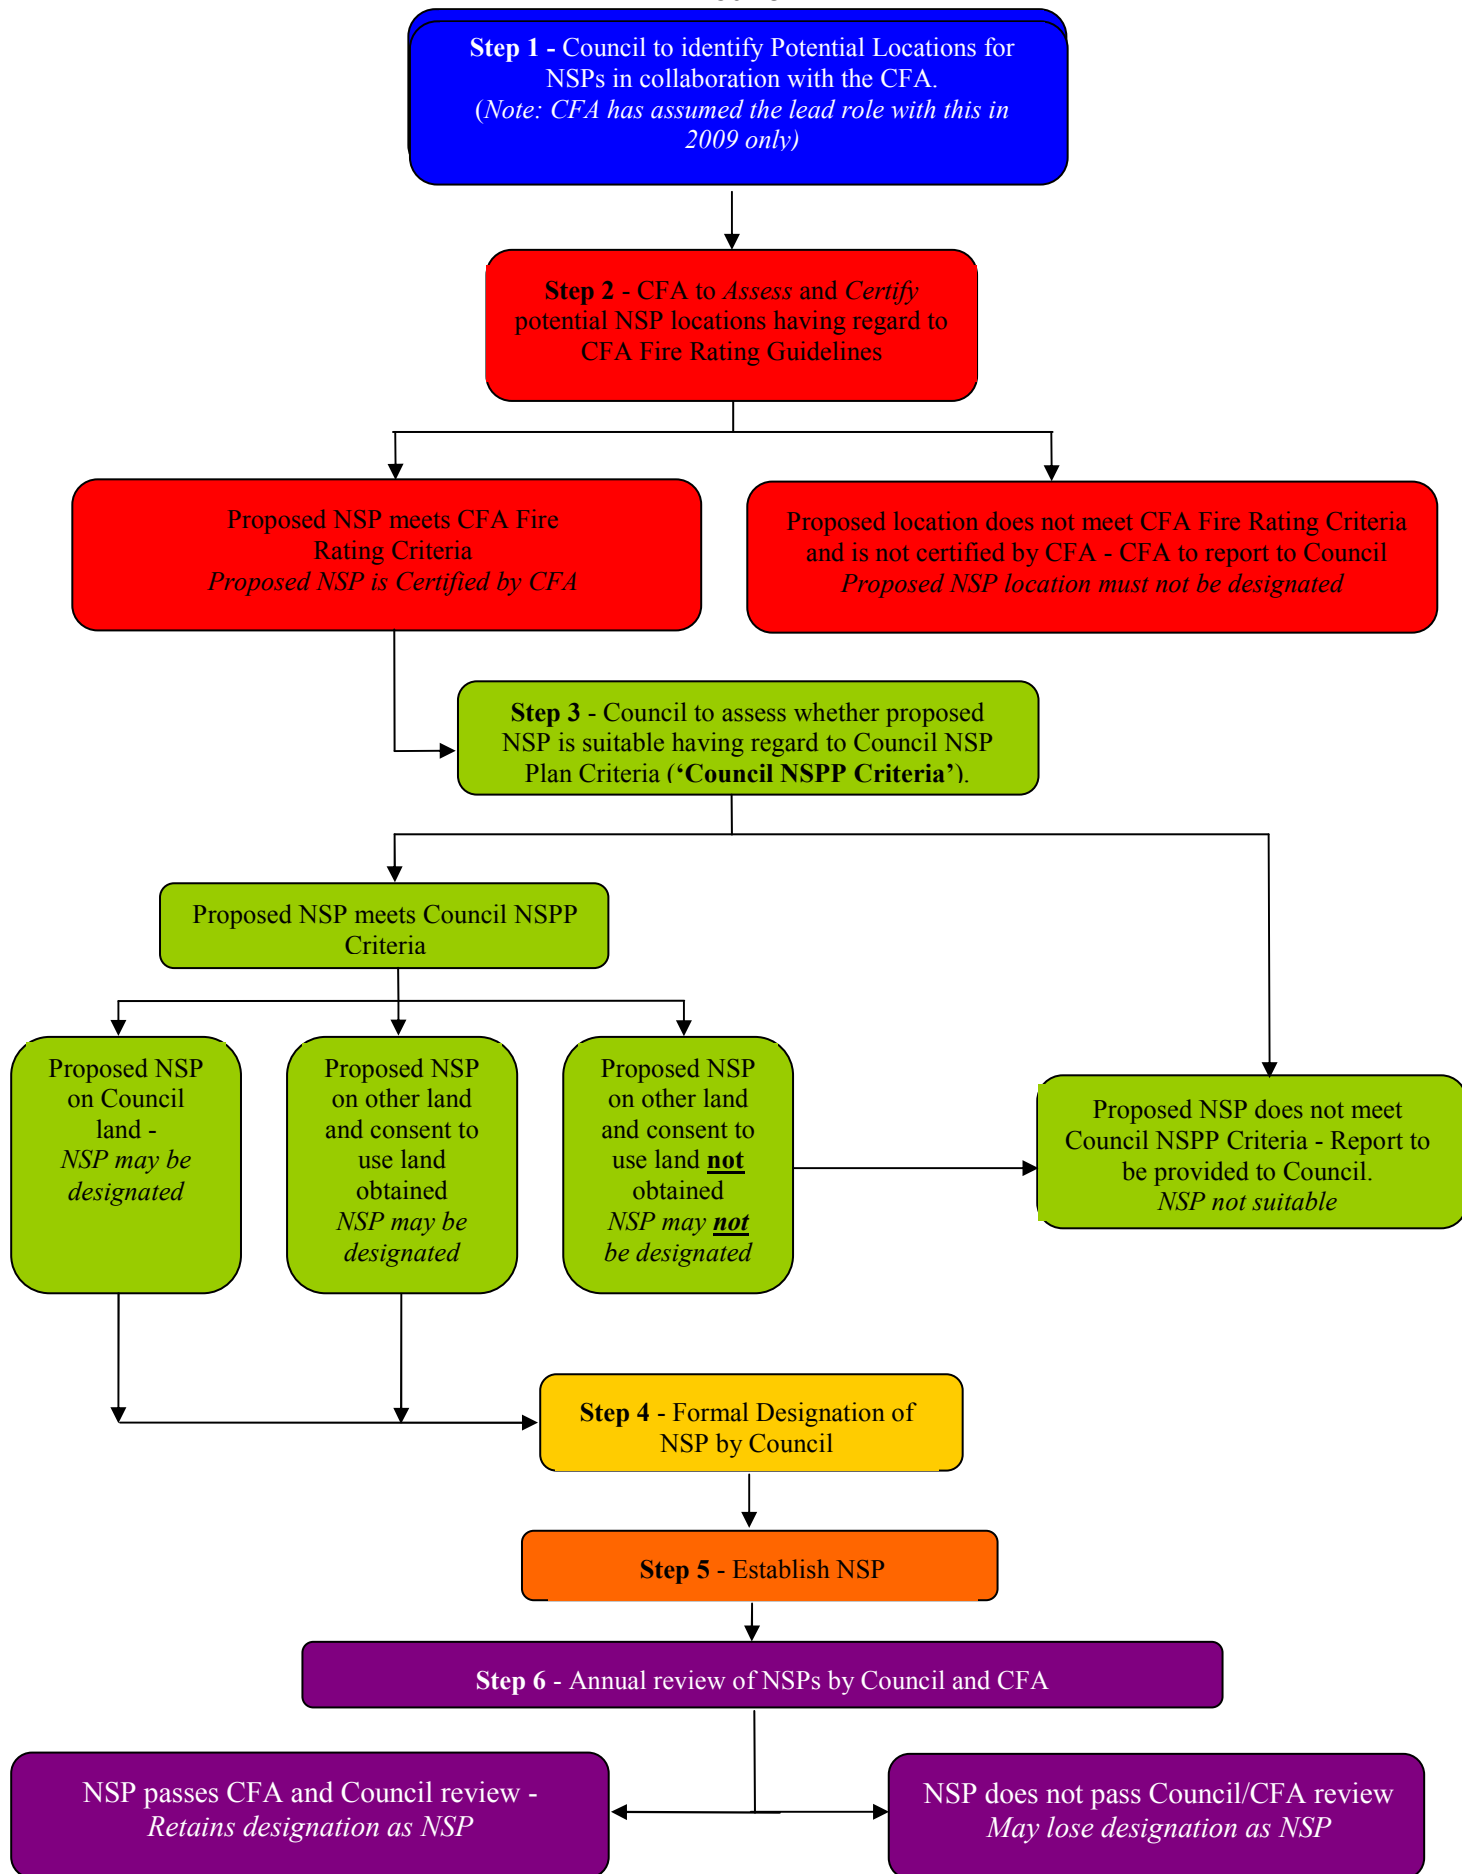 Step 1 - Council to identify Potential Locations for
NSPs in collaboration with the CFA.
(Note: CFA has assumed the lead role with this in
2009 only)
Step 2 - CFA to Assess and Certify
potential NSP locations having regard to
CFA Fire Rating Guidelines
Proposed NSP meets CFA Fire
Rating Criteria
Proposed NSP is Certified by CFA
Proposed location does not meet CFA Fire Rating Criteria
and is not certified by CFA - CFA to report to Council
Proposed NSP location must not be designated
Step 3 - Council to assess whether proposed
NSP is suitable having regard to Council NSP
Plan Criteria (‘Council NSPP Criteria’).
Proposed NSP meets Council NSPP
Criteria
Proposed NSP
on Council
land -
NSP may be
designated
Proposed NSP
on other land
and consent to
use land
obtained
NSP may be
designated
Proposed NSP
on other land
and consent to
use land not
obtained
NSP may not
be designated
Proposed NSP does not meet
Council NSPP Criteria - Report to
be provided to Council.
NSP not suitable
Step 4 - Formal Designation of
NSP by Council
Step 5 - Establish NSP
Step 6 - Annual review of NSPs by Council and CFA
NSP passes CFA and Council review -
Retains designation as NSP
NSP does not pass Council/CFA review
May lose designation as NSP